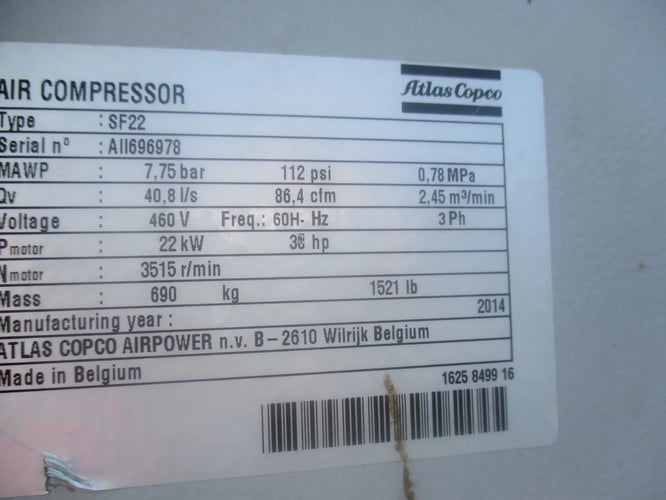 Atlas Copco
AIR COMPRESSOR
Type : SF22
Serial n° : AII696978
MAWP : 7,75 bar 112 psi 0,78 MPa
Qv : 40,8 l/s 86,4 cfm 2,45 m³/min
Voltage : 460 V Freq.: 60H- Hz 3 Ph
Pmotor : 22 kW hp
Nmotor : 3515 r/min
Mass : 690 kg 1521 lb
Manufacturing year : 2014
ATLAS COPCO AIRPOWER n.v. B-2610 Wilrijk Belgium
Made in Belgium
1625 8499 16